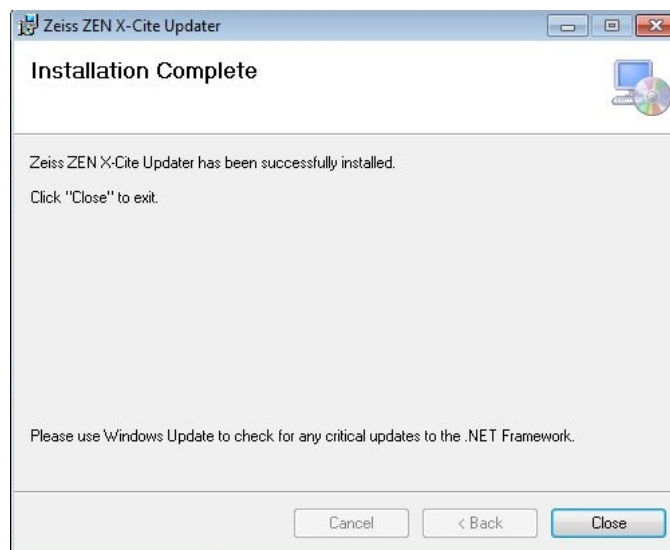 Zeiss ZEN X-Cite Updater
Installation Complete
Zeiss ZEN X-Cite Updater has been successfully installed.
Click "Close" to exit.
Please use Windows Update to check for any critical updates to the .NET Framework.
Cancel
< Back
Close